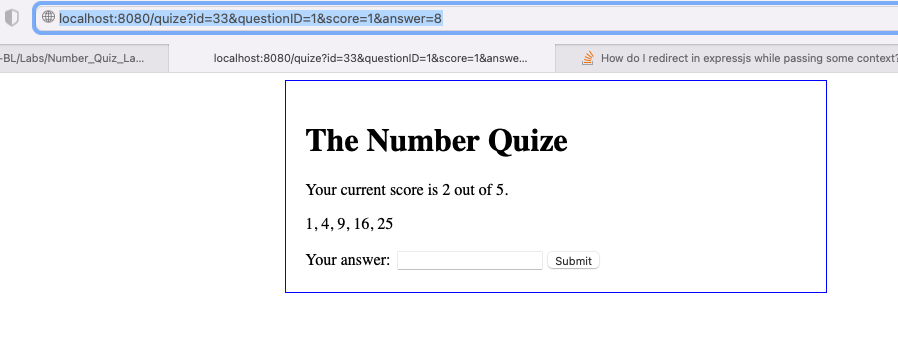 localhost:8080/quize?id=33&questionID=1&score=1&answer=8
-BL/Labs/Number_Quiz_La... localhost:8080/quize?id=33&questionID=1&score=1&answe... How do I redirect in expressjs while passing some context?
The Number Quize
Your current score is 2 out of 5.
1, 4, 9, 16, 25
Your answer: Submit